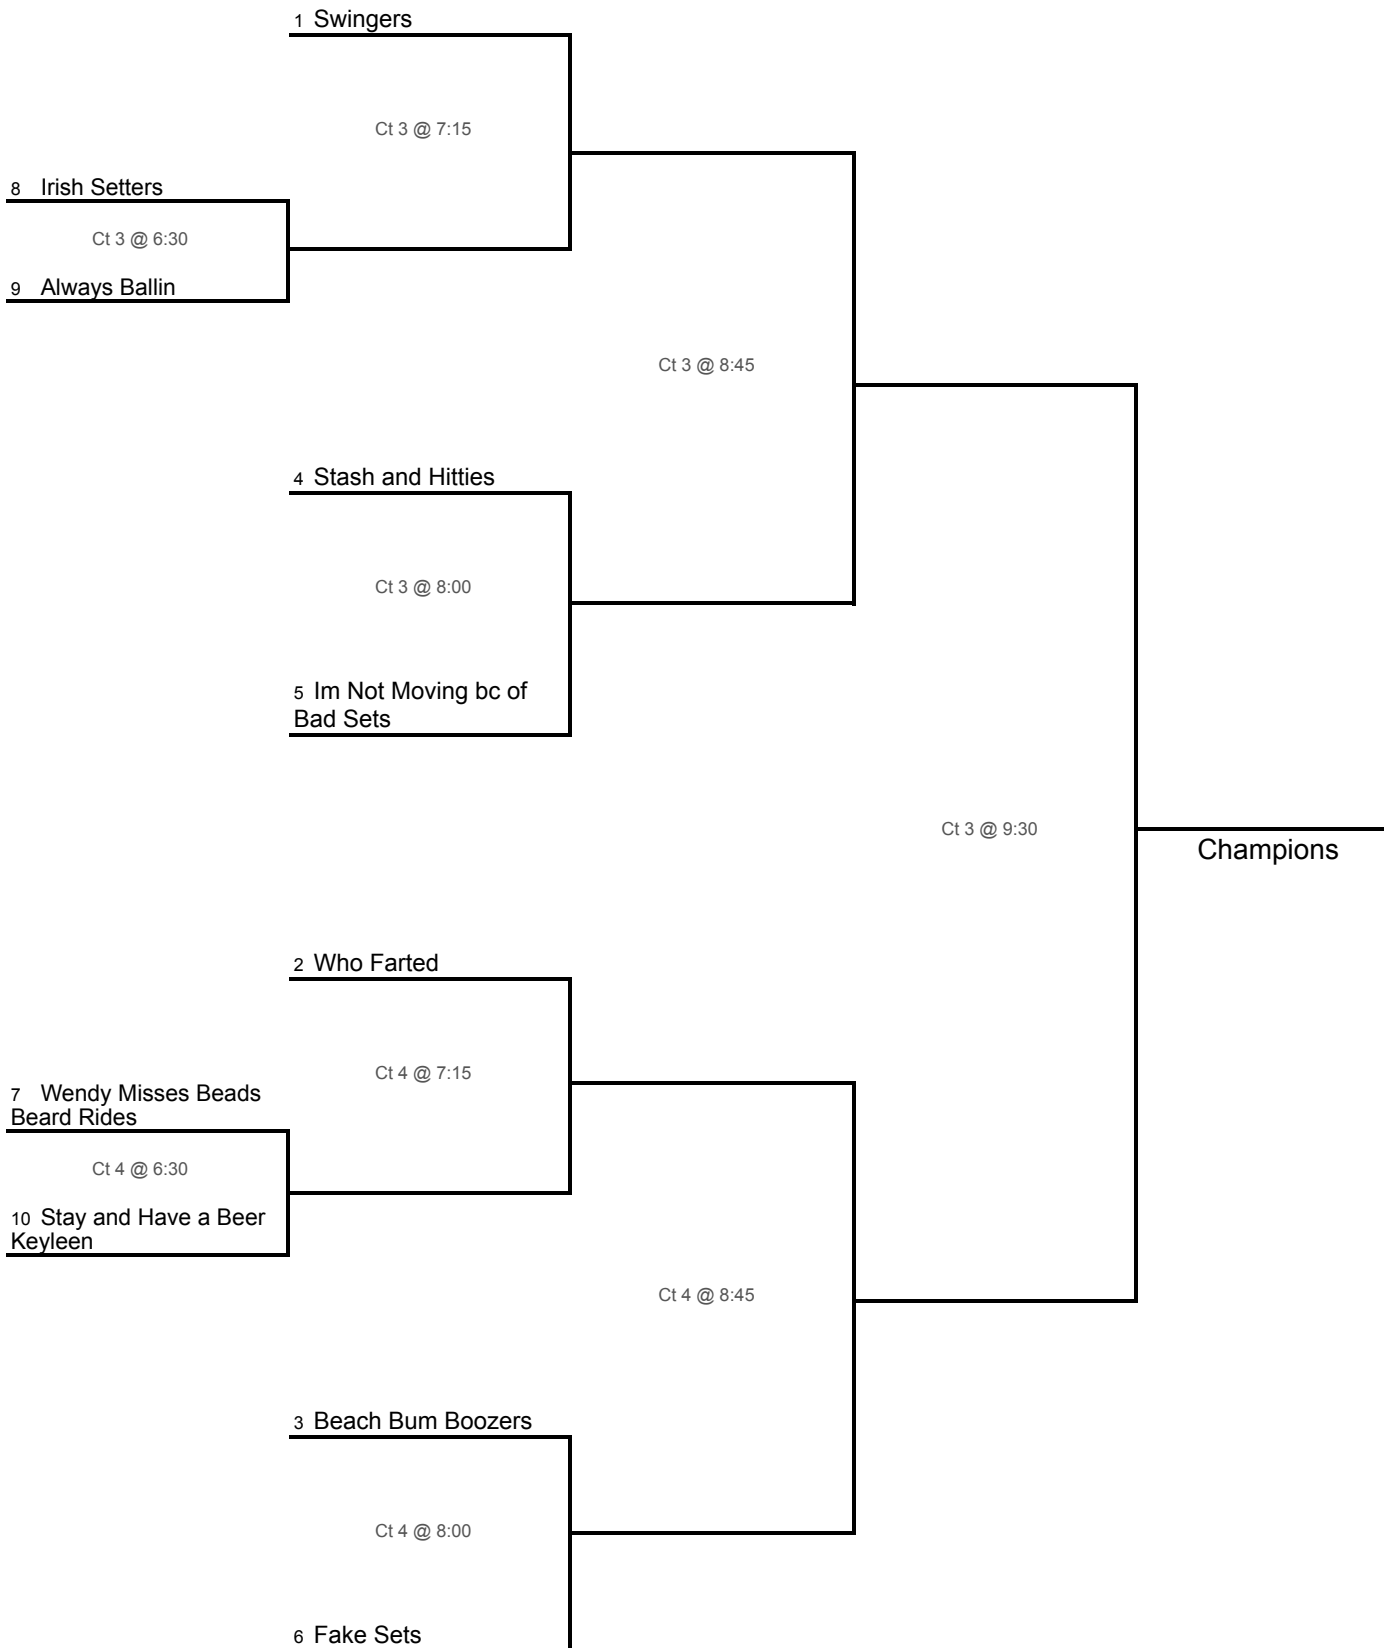 1 Swingers
Ct 3 @ 7:15
8 Irish Setters
Ct 3 @ 6:30
9 Always Ballin
Ct 3 @ 8:45
4 Stash and Hitties
Ct 3 @ 8:00
5 Im Not Moving bc of
Bad Sets
Ct 3 @ 9:30
Champions
2 Who Farted
Ct 4 @ 7:15
7 Wendy Misses Beads
Beard Rides
Ct 4 @ 6:30
10 Stay and Have a Beer
Keyleen
Ct 4 @ 8:45
3 Beach Bum Boozers
Ct 4 @ 8:00
6 Fake Sets